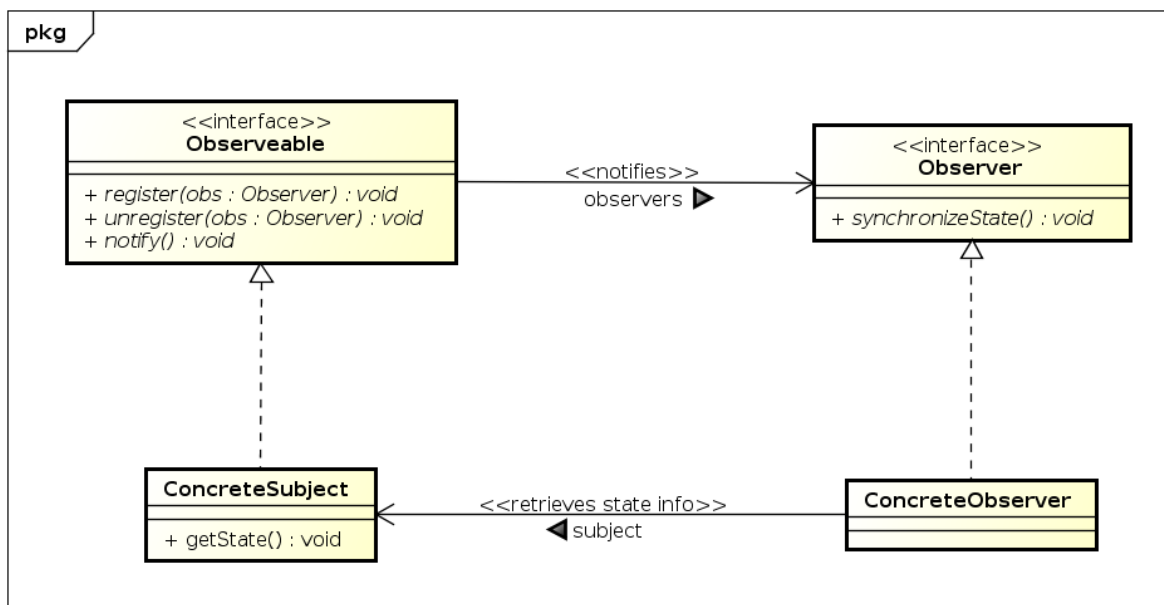 pkg
<<interface>>
Observeable
+ register(obs : Observer) : void
+ unregister(obs : Observer) : void
+ notify() : void
<<notifies>>
observers
<<interface>>
Observer
+ synchronizeState() : void
ConcreteSubject
+ getState() : void
<<retrieves state info>>
subject
ConcreteObserver